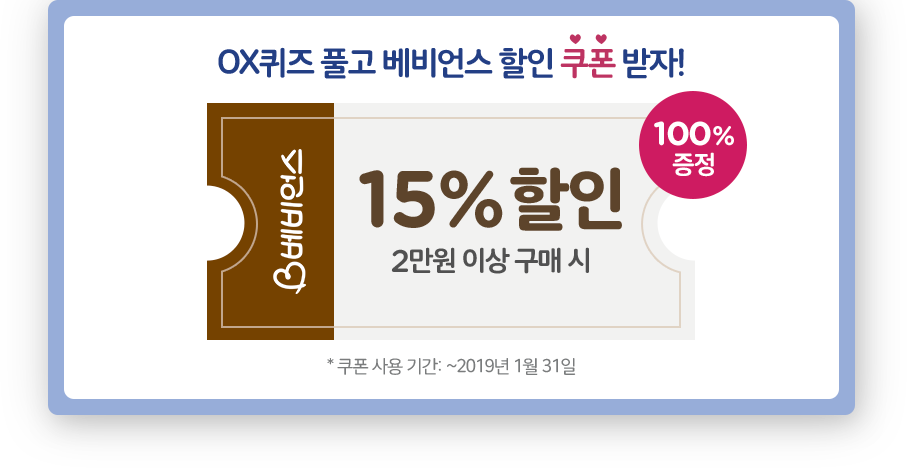 OX퀴즈 풀고 베비언스 할인 쿠폰 받자!
100%
증정
베비언스
15% 할인
2만원 이상 구매 시
* 쿠폰 사용 기간: ~2019년 1월 31일